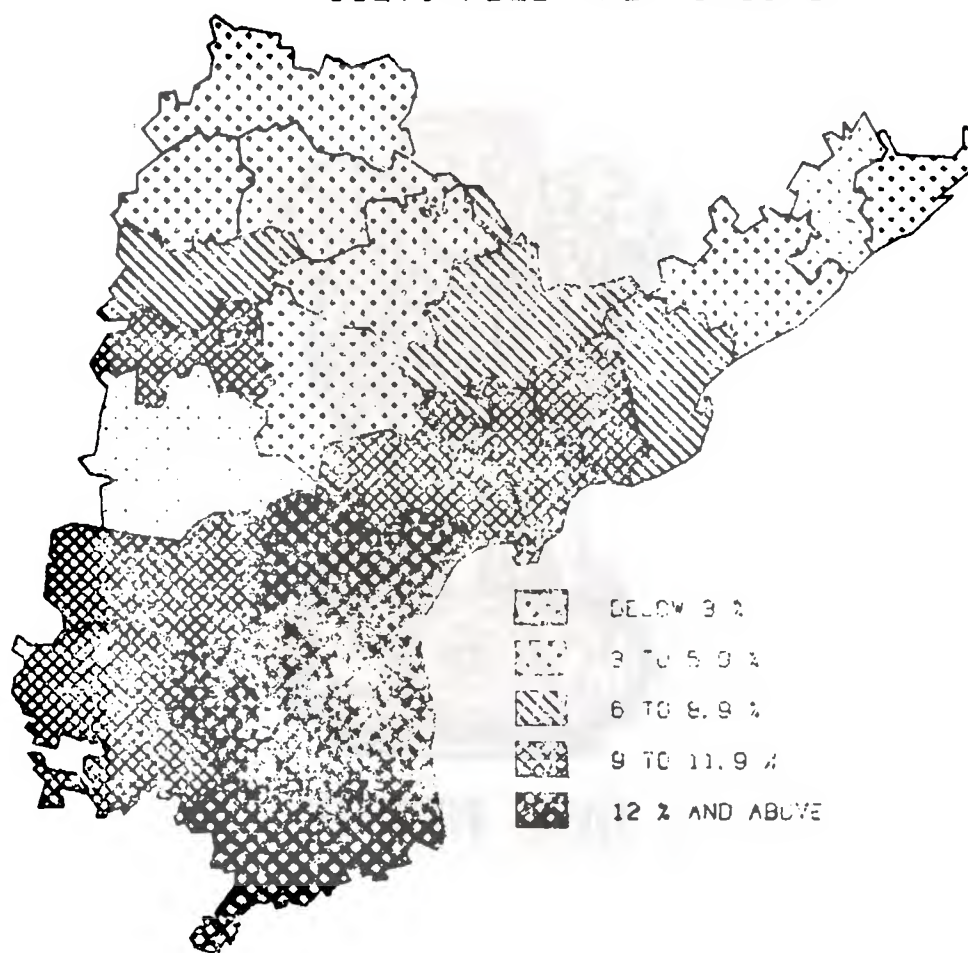 BELOW 3 %
3 TO 5.9 %
6 TO 8.9 %
9 TO 11.9 %
12 % AND ABOVE